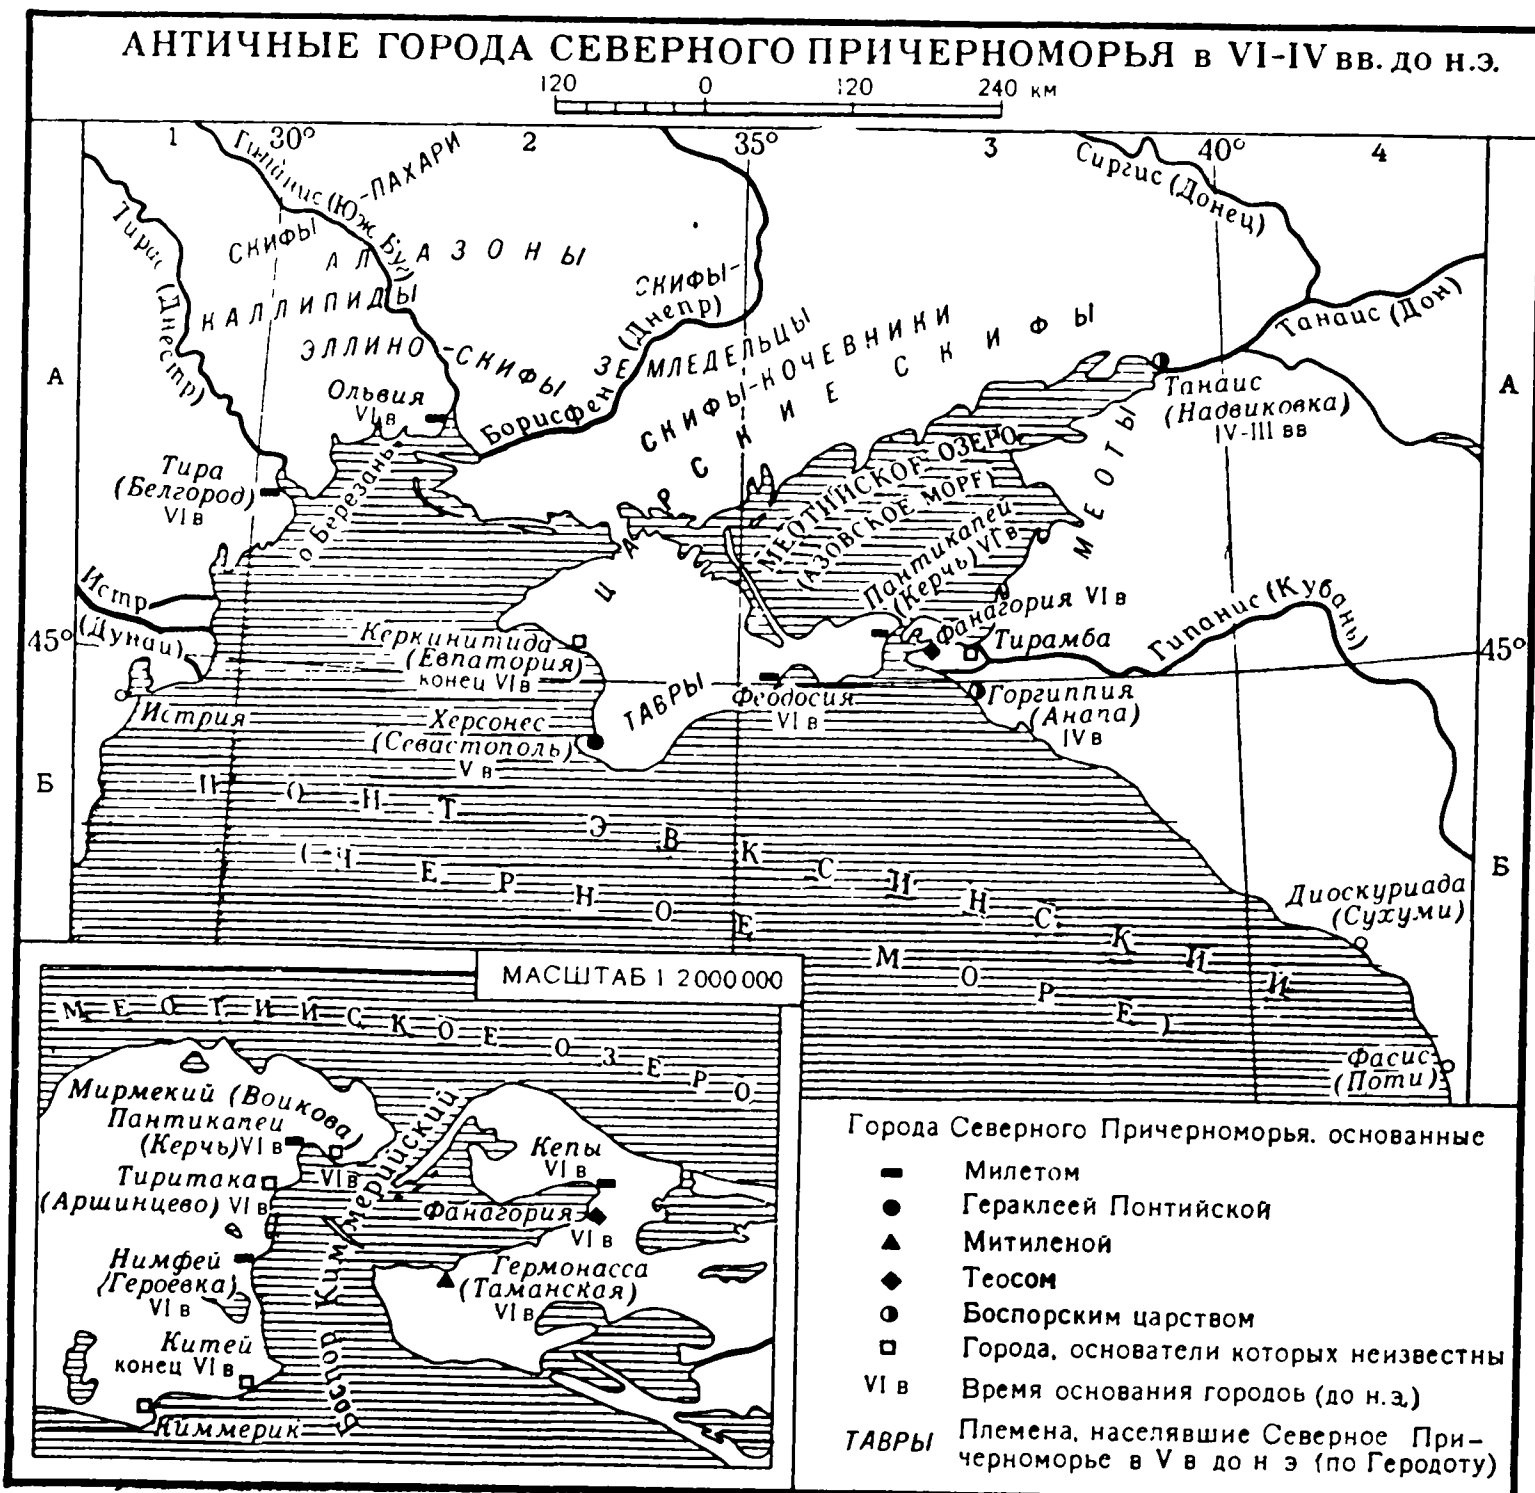 АНТИЧНЫЕ ГОРОДА СЕВЕРНОГО ПРИЧЕРНОМОРЬЯ в VI-IV вв. до н.э.
120 0 120 240 км
1 30° 2 35° 3 40° 4
Гипанис (Юж. Буг)
Тирас (Днестр)
СКИФЫ-ПАХАРИ
АЛАЗОНЫ
КАЛЛИПИДЫ
ЭЛЛИНО-СКИФЫ
СКИФЫ-
ЗЕМЛЕДЕЛЬЦЫ
Борисфен (Днепр)
СКИФЫ-КОЧЕВНИКИ
ЦАРСКИЕ СКИФЫ
Сиргис (Донец)
Танаис (Дон)
А
А
Ольвия
VI в
Тира
(Белгород)
VI в
о Березань
Танаис
(Надвиковка)
IV-III вв
МЕОТИЙСКОЕ ОЗЕРО
(АЗОВСКОЕ МОРЕ)
МЕОТЫ
Пантикапей
(Керчь) VI в
Фанагория VI в
Тирамба
Гипанис (Кубань)
Истр
(Дунай)
45°
45°
Керкинитида
(Евпатория)
конец VI в
ТАВРЫ
Феодосия
VI в
Горгиппия
(Анапа)
IV в
Истрия
Херсонес
(Севастополь)
V в
Б
Б
ПОНТ ЭВКСИНСКИЙ
(ЧЕРНОЕ МОРЕ)
Диоскуриада
(Сухуми)
Фасис
(Поти)
МАСШТАБ 1 2 000 000
МЕОТИЙСКОЕ ОЗЕРО
Мирмекий (Воикова)
VI в
Пантикапеи
(Керчь) VI в
Тиритака
(Аршинцево) VI в
Нимфей
(Героевка)
VI в
Китей
конец VI в
Киммерик
Боспор Киммерийский
Кепы
VI в
Фанагория
VI в
Гермонасса
(Таманская)
VI в
Города Северного Причерноморья. основанные
Милетом
Гераклеей Понтийской
Митиленой
Теосом
Боспорским царством
Города, основатели которых неизвестны
VI в Время основания городов (до н.э.)
ТАВРЫ Племена, населявшие Северное При-
черноморье в V в до н э (по Геродоту)